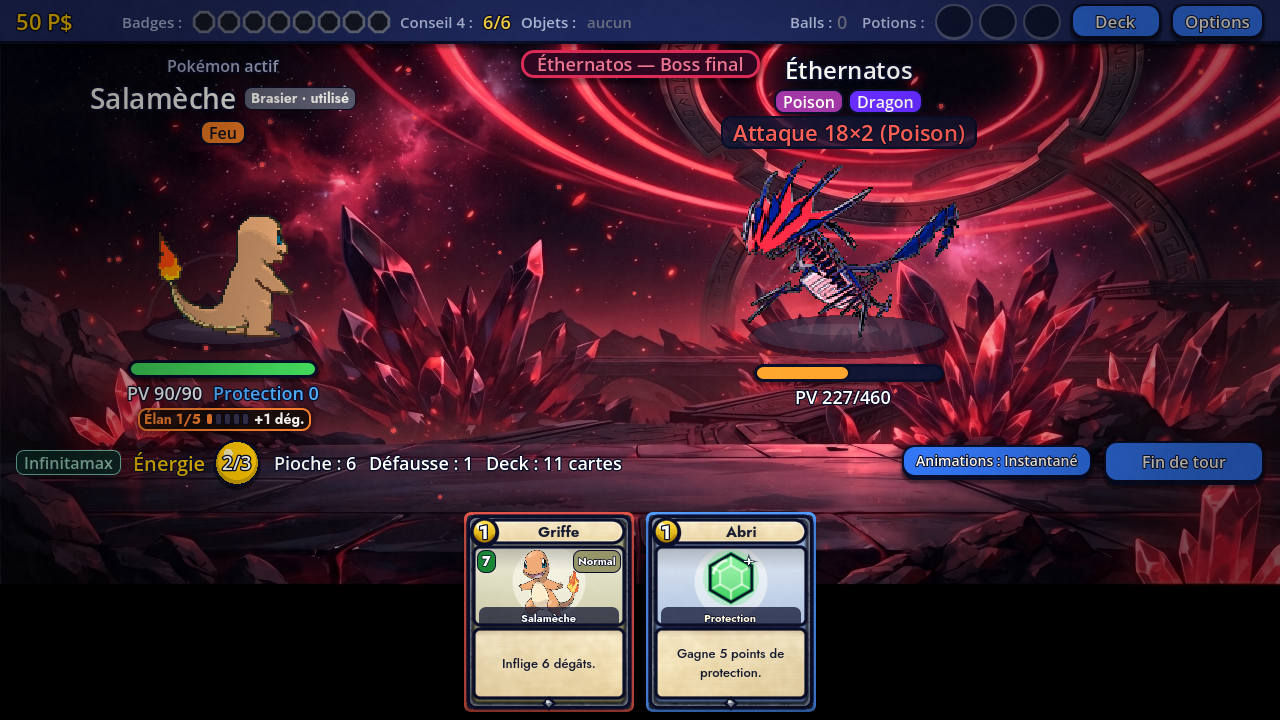 50 P$
Badges :
Conseil 4 : 6/6
Objets : aucun
Balls : 0
Potions :
Deck
Options
Pokémon actif
Salamèche
Brasier · utilisé
Feu
Éthernatos — Boss final
Éthernatos
Poison
Dragon
Attaque 18×2 (Poison)
PV 90/90 Protection 0
Élan 1/5 +1 dég.
PV 227/460
Infinitamax
Énergie 2/3
Pioche : 6 Défausse : 1 Deck : 11 cartes
Animations : Instantané
Fin de tour
1 Griffe
7
Normal
Salamèche
Inflige 6 dégâts.
1 Abri
Protection
Gagne 5 points de
protection.